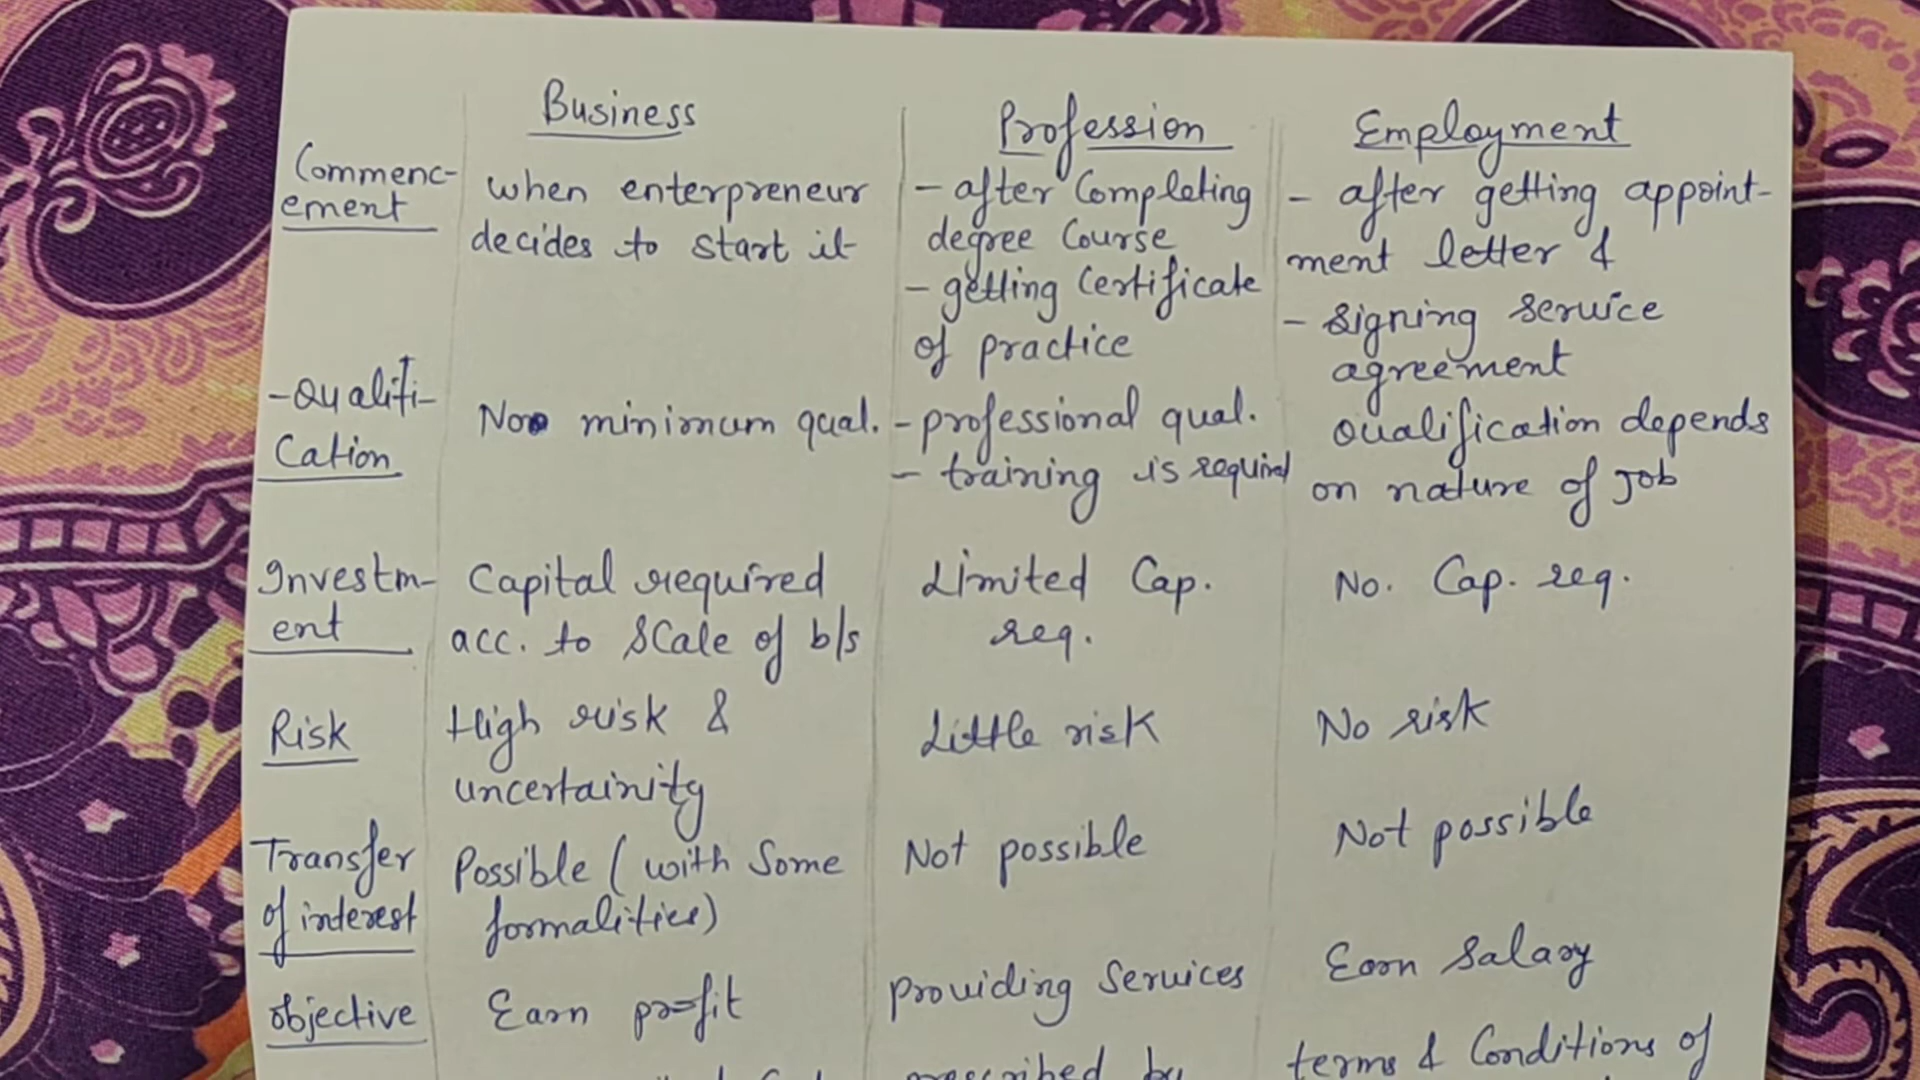 Business
Profession
Employment
Commenc-
ement
when enterpreneur
decides to start it
- after Completing
degree Course
- getting Certificate
of practice
- after getting appoint-
ment letter &
- signing service
agreement
- Qualifi-
Cation
No minimum qual.
- professional qual.
- training is required
Qualification depends
on nature of Job
Investm-
ent
Capital required
acc. to Scale of b/s
Limited Cap.
req.
No. Cap. req.
Risk
High risk &
uncertainity
Little risk
No risk
Transfer
of interest
Possible (with Some
formalities)
Not possible
Not possible
objective
Earn profit
Providing Services
Earn Salary
prescribed by
terms & Conditions of